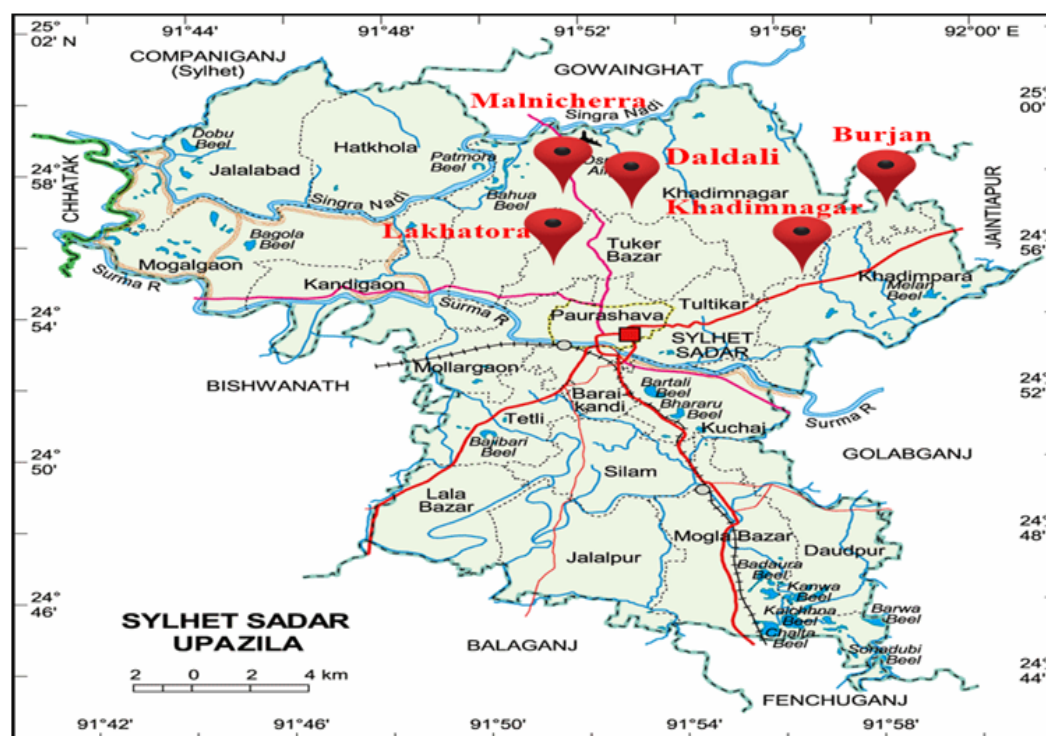 25°
02' N
91°44'
91°48'
91°52'
91°56'
92°00' E
COMPANIGANJ
(Sylhet)
GOWAINGHAT
25°
00'
Malnicherra
Singra Nadi
Burjan
Dobu
Beel
Hatkhola
Patmora
Beel
Daldali
24°
58'
Jalalabad
Khadimnagar
CHHATAK
Singra Nadi
Bahua
Beel
JAINTIAPUR
Lakhatora
Khadimnagar
Bagola
Beel
Tuker
Bazar
24°
56'
Mogalgaon
Khadimpara
Surma R
Kandigaon
Melan
Beel
Surma R
Tultikar
24°
54'
Paurashava
SYLHET
SADAR
BISHWANATH
Mollargaon
Bartali
Beel
24°
52'
Barai-
kandi
Bhararu
Beel
Surma R
Tetli
Kuchai
Bajibari
Beel
GOLABGANJ
24°
50'
Silam
Lala
Bazar
Mogla Bazar
24°
48'
Jalalpur
Daudpur
Badaura
Beel
Kanwa
Beel
24°
46'
SYLHET SADAR
UPAZILA
Kalchhna
Beel
Barwa
Beel
BALAGANJ
Chalta
Beel
Sonadubi
Beel
2 0 2 4 km
24°
44'
FENCHUGANJ
91°42'
91°46'
91°50'
91°54'
91°58'